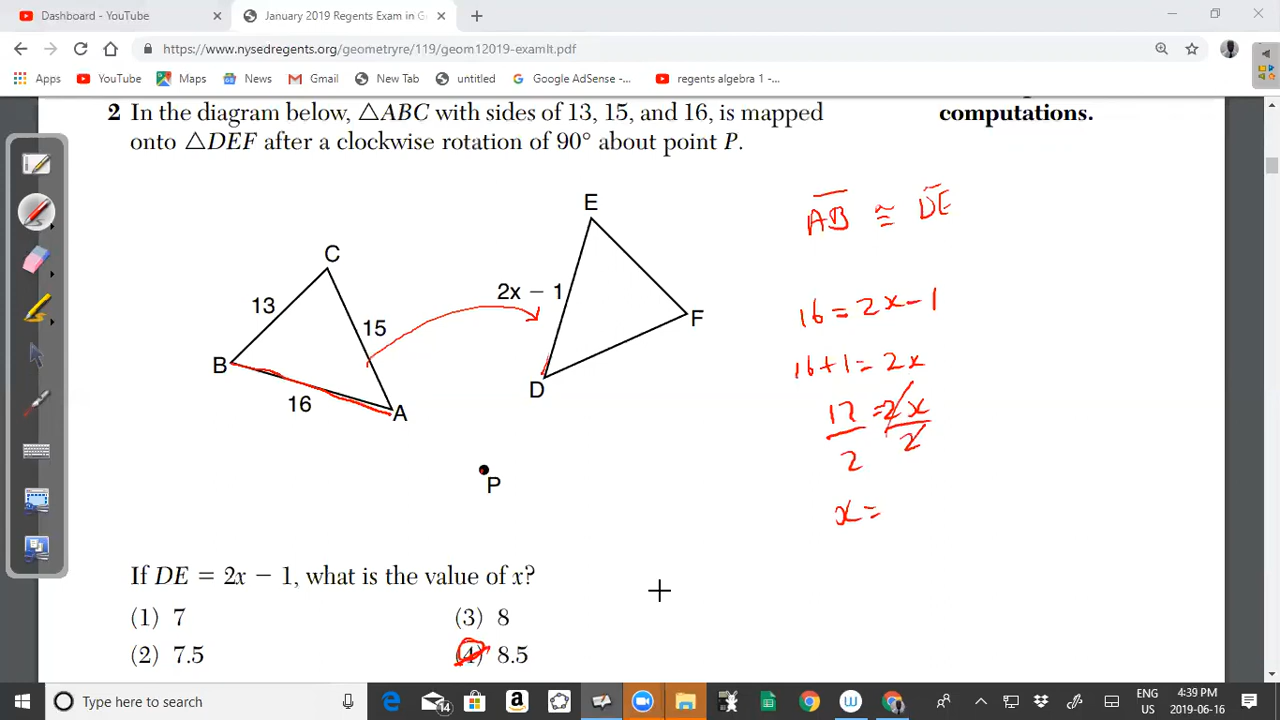 Dashboard - YouTube
January 2019 Regents Exam in Ge
https://www.nysedregents.org/geometryre/119/geom12019-examlt.pdf
Apps YouTube Maps News Gmail New Tab untitled Google AdSense -... regents algebra 1 -...
2 In the diagram below, △ABC with sides of 13, 15, and 16, is mapped
onto △DEF after a clockwise rotation of 90° about point P.
computations.
E
AB ≅ DE
C
13
2x − 1
16 = 2x − 1
15
F
B
16+1 = 2x
D
16
A
17 = 2x
2 2
P
x =
If DE = 2x − 1, what is the value of x?
(1) 7
(3) 8
(2) 7.5
(4) 8.5
Type here to search
14
ENG
US
4:39 PM
2019-06-16